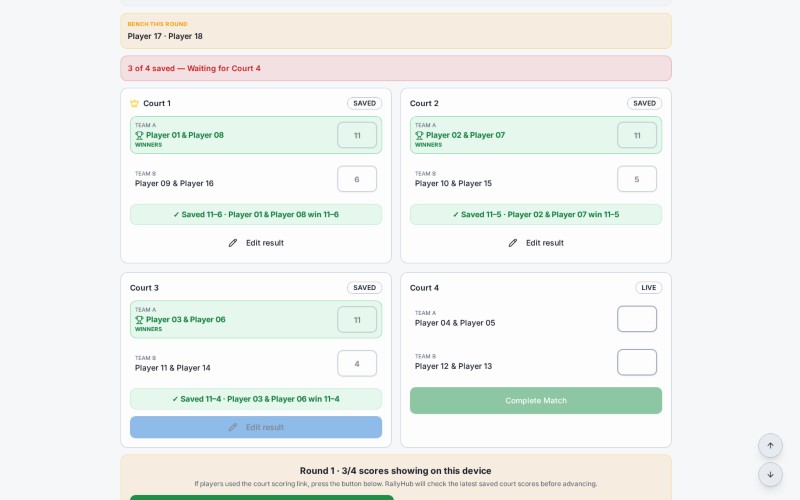 BENCH THIS ROUND
Player 17 · Player 18
3 of 4 saved — Waiting for Court 4
Court 1
SAVED
TEAM A
Player 01 & Player 08
WINNERS
11
TEAM B
Player 09 & Player 16
6
✓ Saved 11–6 · Player 01 & Player 08 win 11–6
Edit result
Court 2
SAVED
TEAM A
Player 02 & Player 07
WINNERS
11
TEAM B
Player 10 & Player 15
5
✓ Saved 11–5 · Player 02 & Player 07 win 11–5
Edit result
Court 3
SAVED
TEAM A
Player 03 & Player 06
WINNERS
11
TEAM B
Player 11 & Player 14
4
✓ Saved 11–4 · Player 03 & Player 06 win 11–4
Edit result
Court 4
LIVE
TEAM A
Player 04 & Player 05
TEAM B
Player 12 & Player 13
Complete Match
Round 1 · 3/4 scores showing on this device
If players used the court scoring link, press the button below. RallyHub will check the latest saved court scores before advancing.